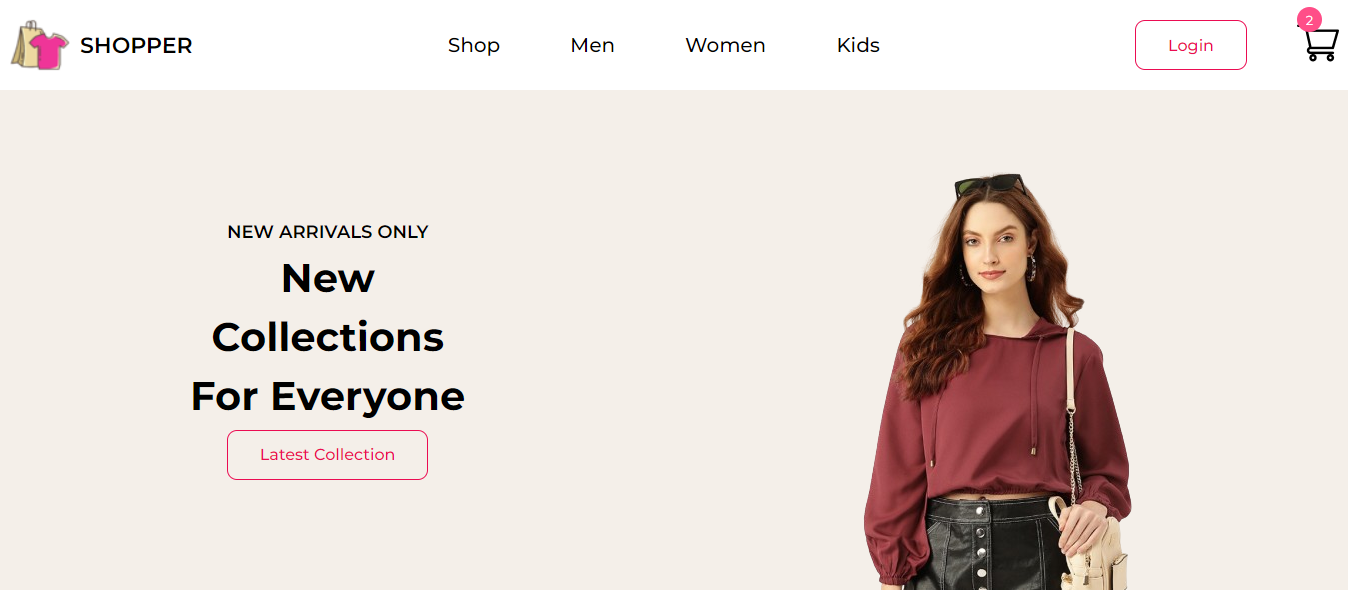 SHOPPER
Shop
Men
Women
Kids
Login
2
NEW ARRIVALS ONLY
New
Collections
For Everyone
Latest Collection